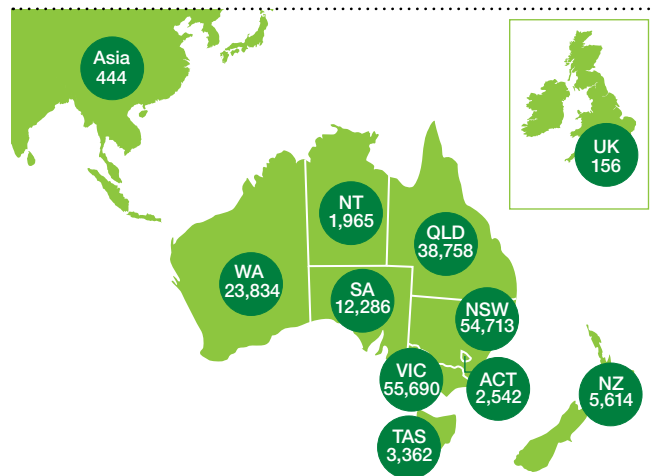 Asia
444
UK
156
NT
1,965
QLD
38,758
WA
23,834
SA
12,286
NSW
54,713
VIC
55,690
ACT
2,542
NZ
5,614
TAS
3,362